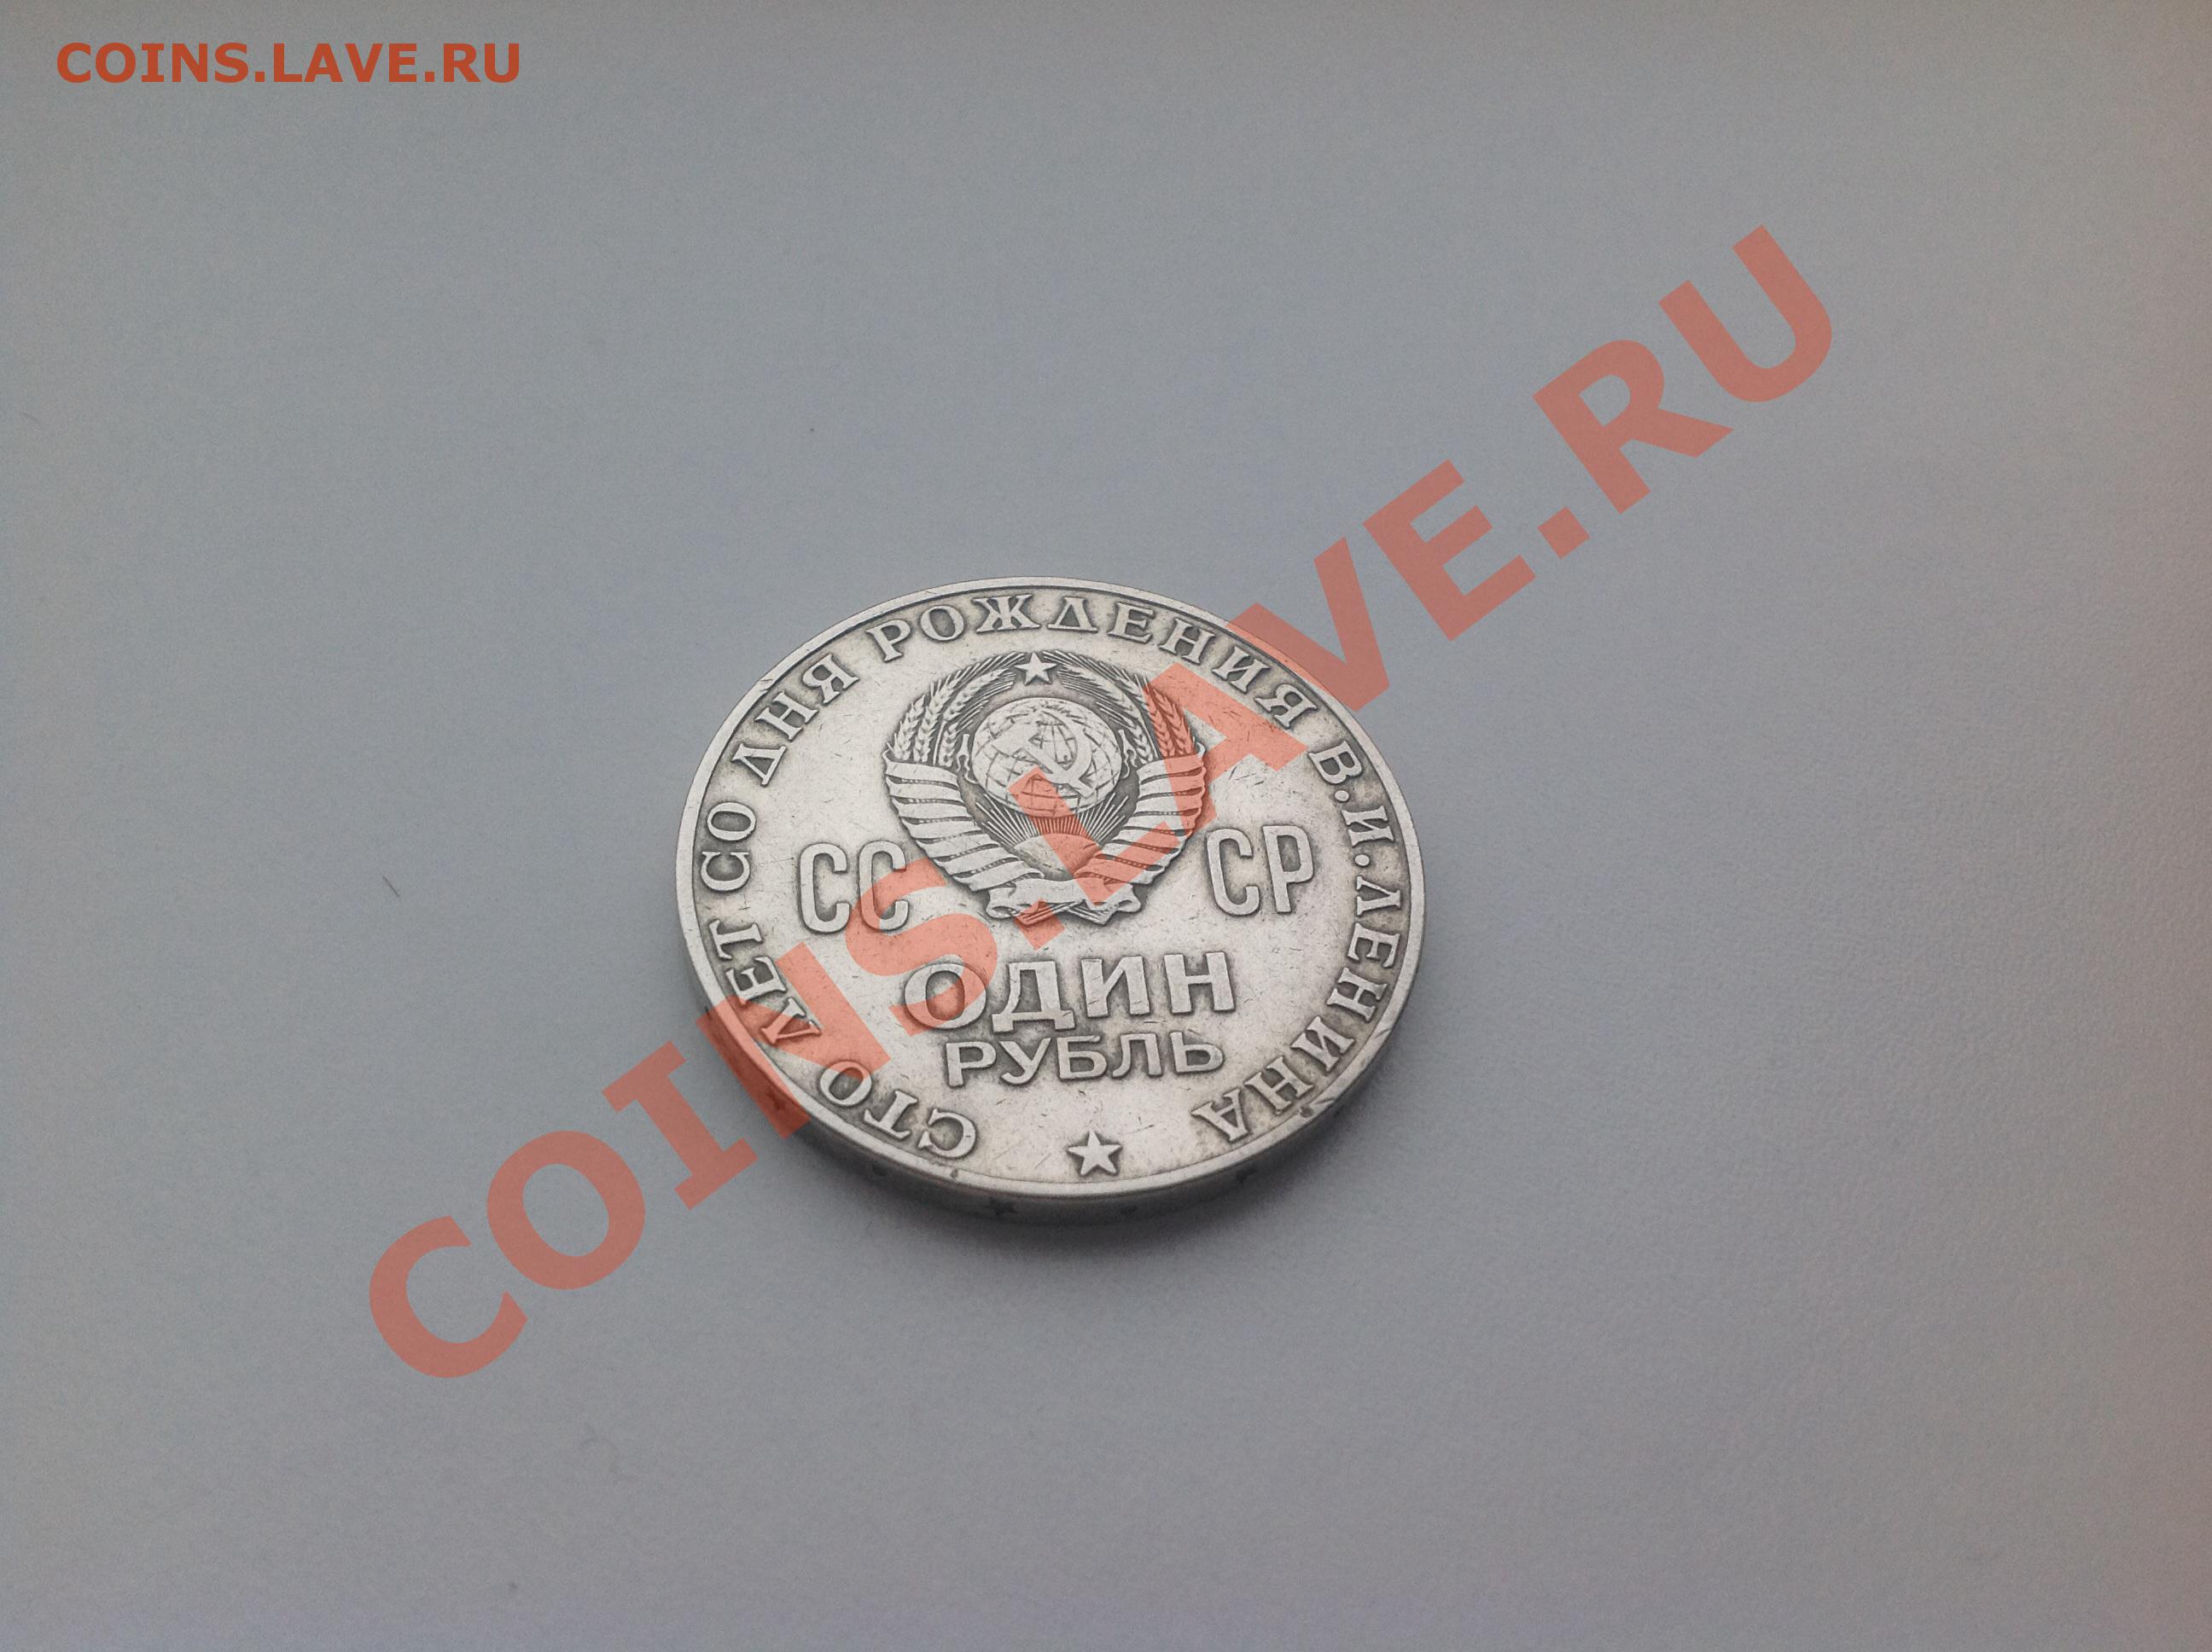 COINS.LAVE.RU
СТО ЛЕТ СО ДНЯ РОЖДЕНИЯ В.И.ЛЕНИНА
СС СР
ОДИН
РУБЛЬ
COINS.LAVE.RU